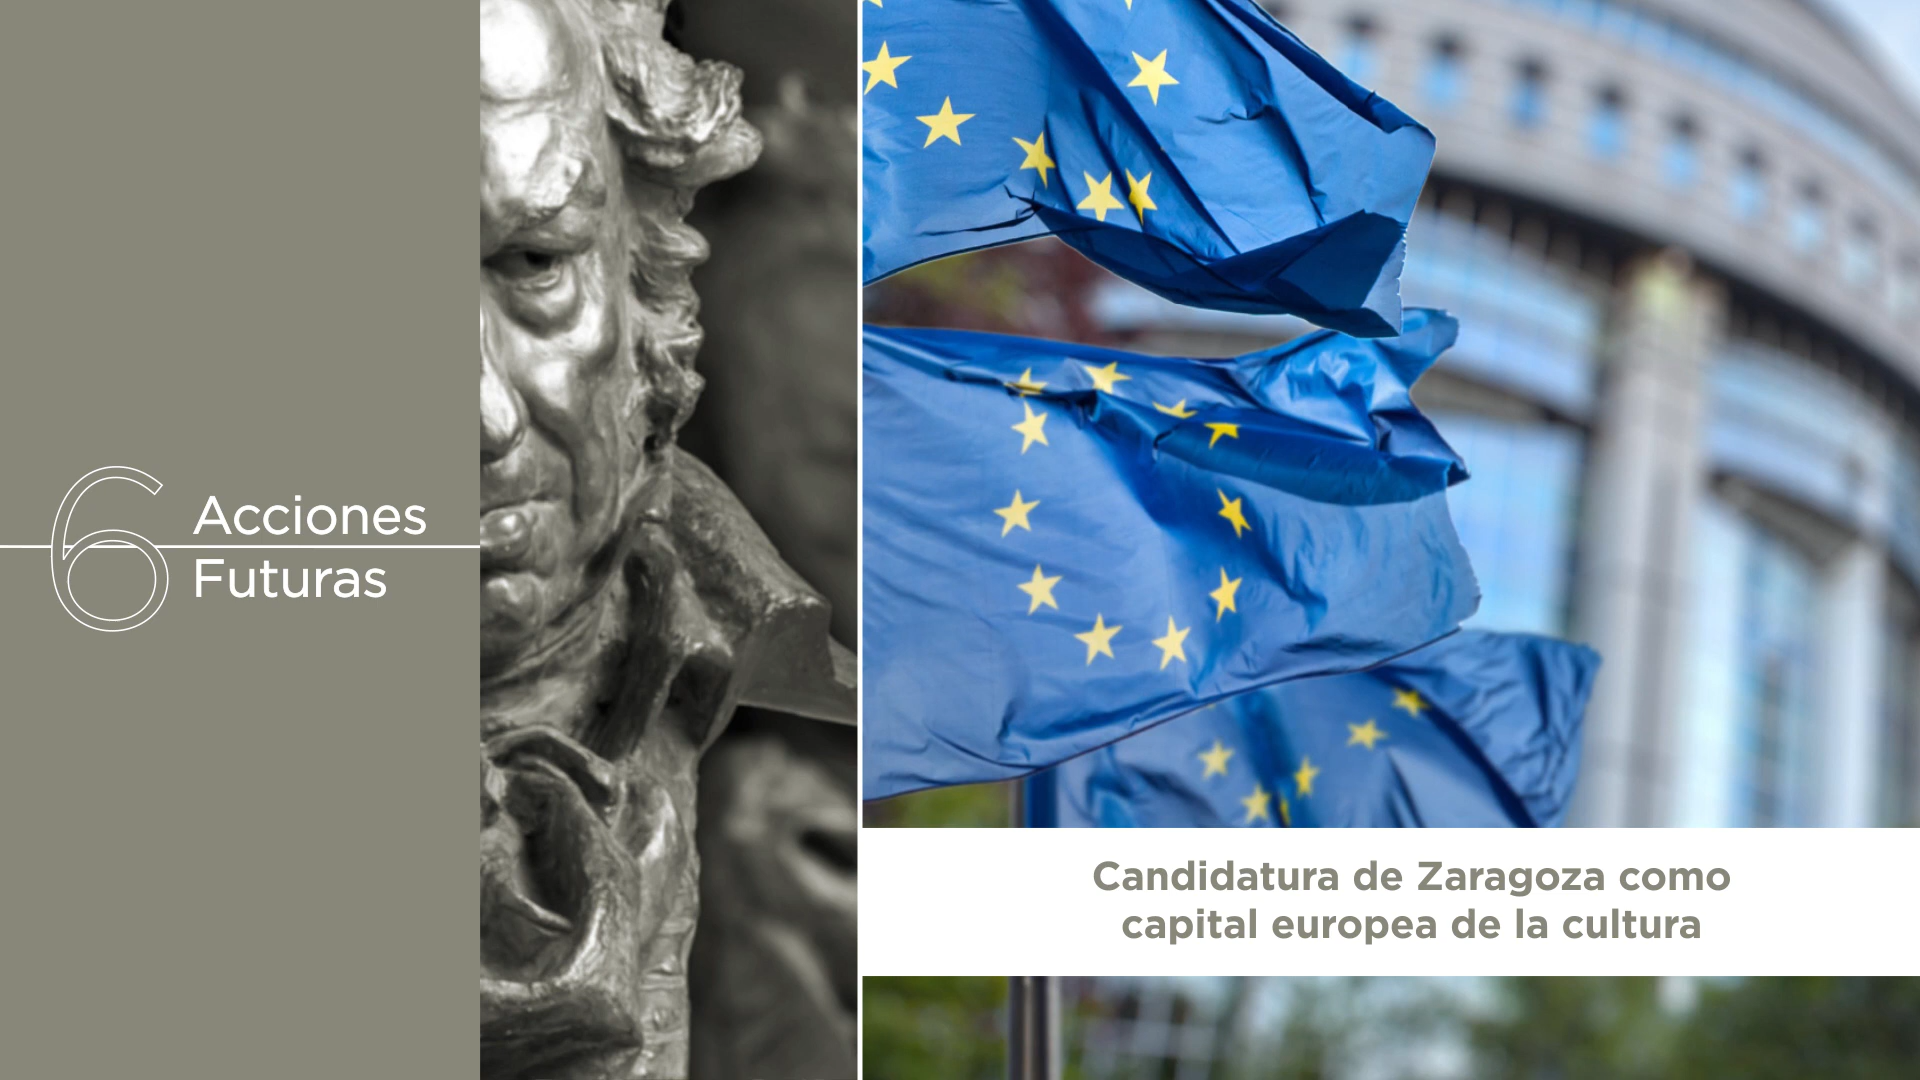 6
Acciones
Futuras
Candidatura de Zaragoza como
capital europea de la cultura